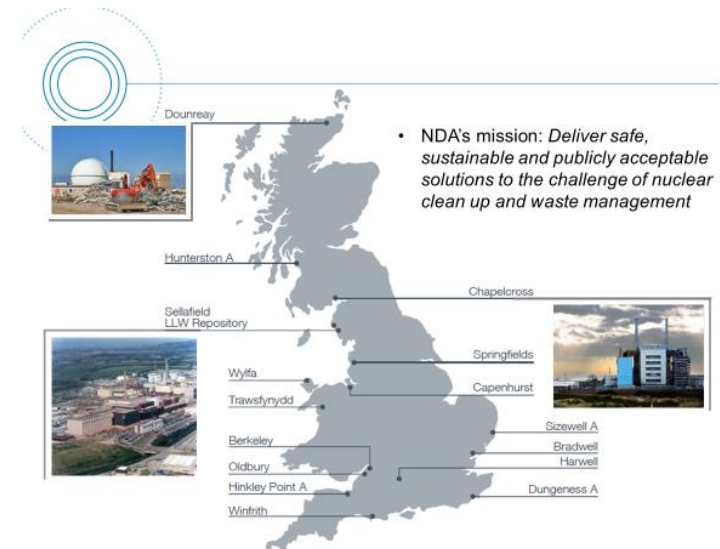 Dounreay
• NDA's mission: Deliver safe,
sustainable and publicly acceptable
solutions to the challenge of nuclear
clean up and waste management
Hunterston A
Chapelcross
Sellafield
LLW Repository
Springfields
Wylfa
Capenhurst
Trawsfynydd
Sizewell A
Berkeley
Bradwell
Oldbury
Harwell
Hinkley Point A
Dungeness A
Winfrith